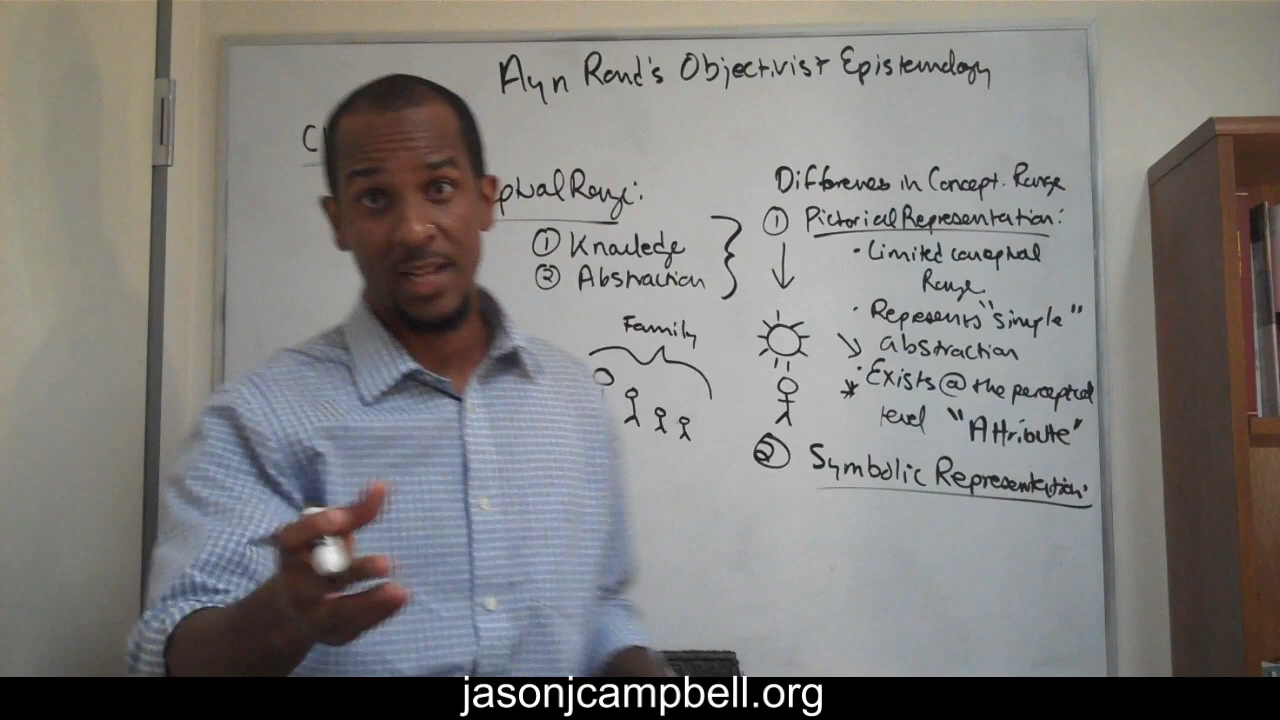 Ayn Rand's Objectivist Epistemology
C
ptual Range:
① Knowledge
② Abstraction
Family
Differences in Concept. Range
① Pictorial Representation:
• Limited conceptual
Range
• Represents "simple"
abstraction
• Exists @ the perceptual
level "Attribute"
② Symbolic Representation:
jasonjcampbell.org